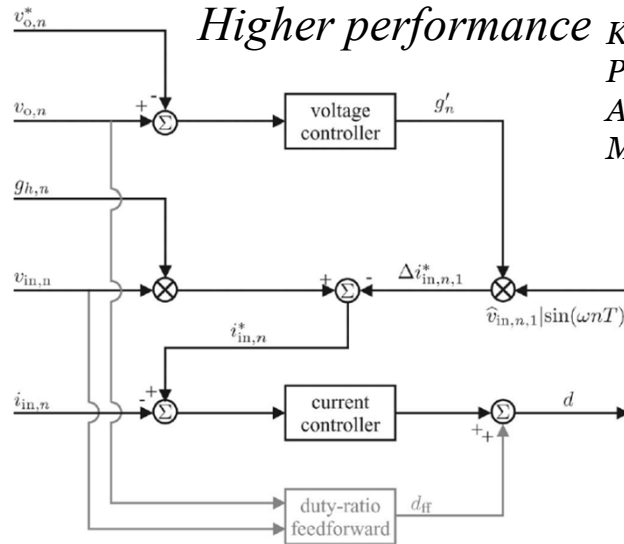 v*o,n
Higher performance K
P
A
M
vo,n
+ -
Σ
voltage
controller
g′n
gh,n
vin,n
+
Σ
-
Δi*in,n,1
v̂in,n,1|sin(ωnT)
i*in,n
- +
iin,n
Σ
current
controller
Σ
d
+ +
duty-ratio
feedforward
dff